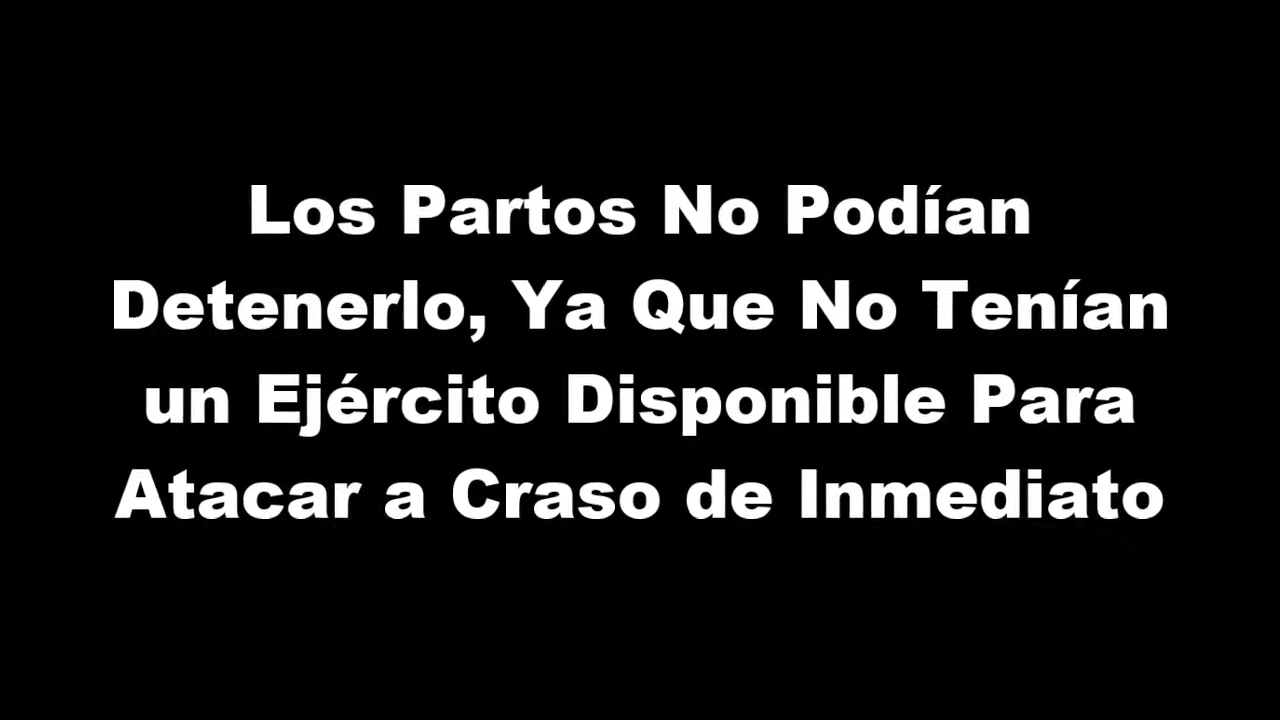 Los Partos No Podían
Detenerlo, Ya Que No Tenían
un Ejército Disponible Para
Atacar a Craso de Inmediato